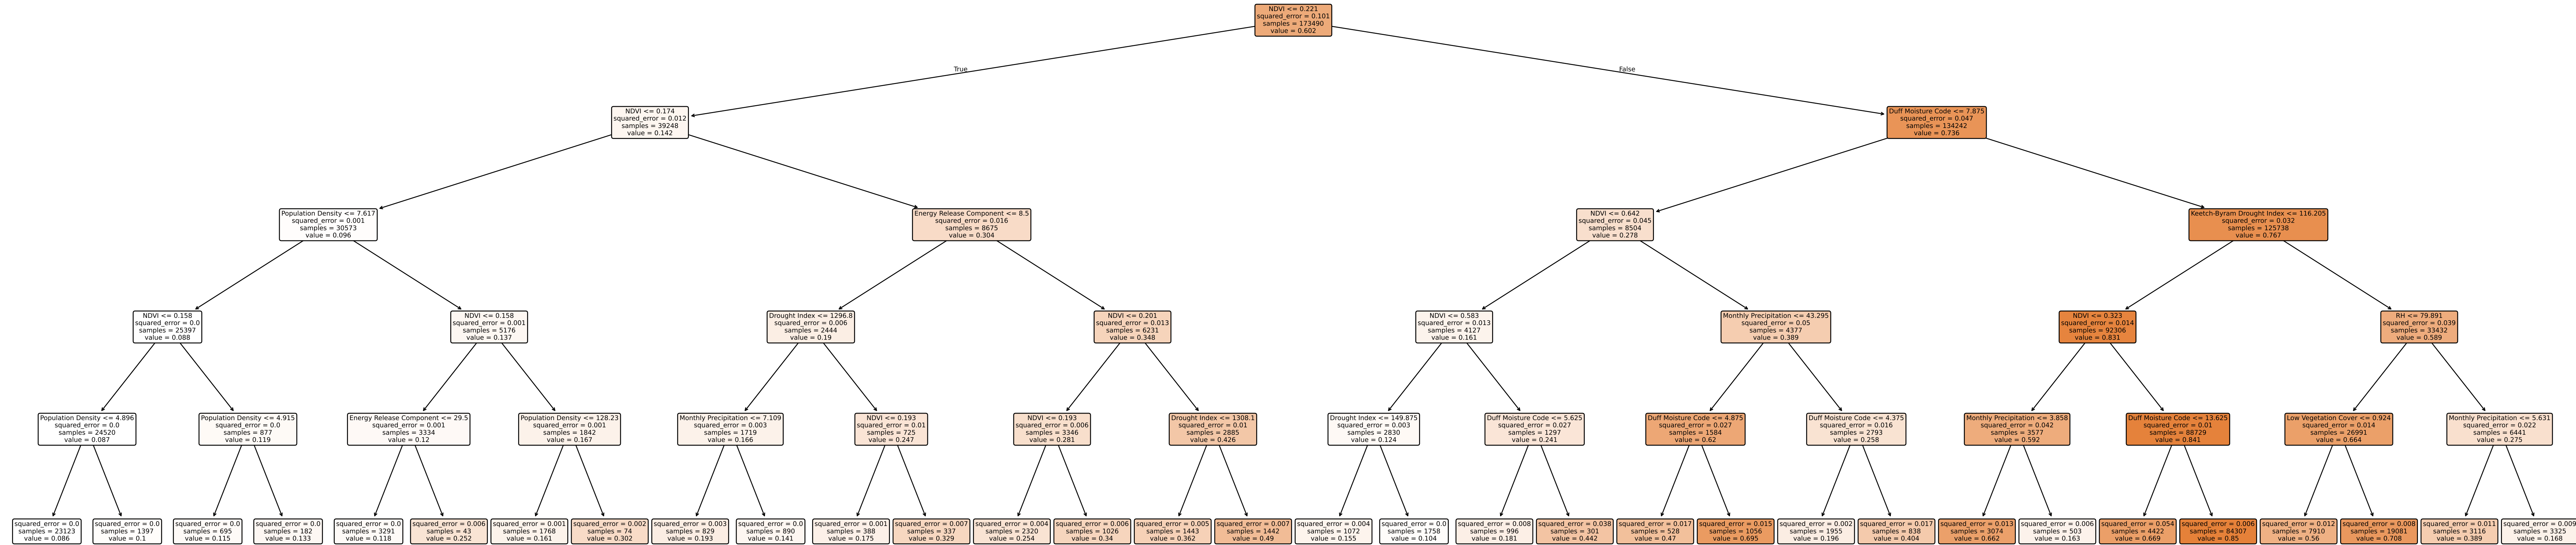 NDVI <= 0.221
squared_error = 0.101
samples = 173490
value = 0.602
True
False
NDVI <= 0.174
squared_error = 0.012
samples = 39248
value = 0.142
Duff Moisture Code <= 7.875
squared_error = 0.047
samples = 134242
value = 0.736
Population Density <= 7.617
squared_error = 0.001
samples = 30573
value = 0.096
Energy Release Component <= 8.5
squared_error = 0.016
samples = 8675
value = 0.304
NDVI <= 0.642
squared_error = 0.045
samples = 8504
value = 0.278
Keetch-Byram Drought Index <= 116.205
squared_error = 0.032
samples = 125738
value = 0.767
NDVI <= 0.158
squared_error = 0.0
samples = 25397
value = 0.088
NDVI <= 0.158
squared_error = 0.001
samples = 5176
value = 0.137
Drought Index <= 1296.8
squared_error = 0.006
samples = 2444
value = 0.19
NDVI <= 0.201
squared_error = 0.013
samples = 6231
value = 0.348
NDVI <= 0.583
squared_error = 0.013
samples = 4127
value = 0.161
Monthly Precipitation <= 43.295
squared_error = 0.05
samples = 4377
value = 0.389
NDVI <= 0.323
squared_error = 0.014
samples = 92306
value = 0.831
RH <= 79.891
squared_error = 0.039
samples = 33432
value = 0.589
Population Density <= 4.896
squared_error = 0.0
samples = 24520
value = 0.087
Population Density <= 4.915
squared_error = 0.0
samples = 877
value = 0.119
Energy Release Component <= 29.5
squared_error = 0.001
samples = 3334
value = 0.12
Population Density <= 128.23
squared_error = 0.001
samples = 1842
value = 0.167
Monthly Precipitation <= 7.109
squared_error = 0.003
samples = 1719
value = 0.166
NDVI <= 0.193
squared_error = 0.01
samples = 725
value = 0.247
NDVI <= 0.193
squared_error = 0.006
samples = 3346
value = 0.281
Drought Index <= 1308.1
squared_error = 0.01
samples = 2885
value = 0.426
Drought Index <= 149.875
squared_error = 0.003
samples = 2830
value = 0.124
Duff Moisture Code <= 5.625
squared_error = 0.027
samples = 1297
value = 0.241
Duff Moisture Code <= 4.875
squared_error = 0.027
samples = 1584
value = 0.62
Duff Moisture Code <= 4.375
squared_error = 0.016
samples = 2793
value = 0.258
Monthly Precipitation <= 3.858
squared_error = 0.042
samples = 3577
value = 0.592
Duff Moisture Code <= 13.625
squared_error = 0.01
samples = 88729
value = 0.841
Low Vegetation Cover <= 0.924
squared_error = 0.014
samples = 26991
value = 0.664
Monthly Precipitation <= 5.631
squared_error = 0.022
samples = 6441
value = 0.275
squared_error = 0.0
samples = 23123
value = 0.086
squared_error = 0.0
samples = 1397
value = 0.1
squared_error = 0.0
samples = 695
value = 0.115
squared_error = 0.0
samples = 182
value = 0.133
squared_error = 0.0
samples = 3291
value = 0.118
squared_error = 0.006
samples = 43
value = 0.252
squared_error = 0.001
samples = 1768
value = 0.161
squared_error = 0.002
samples = 74
value = 0.302
squared_error = 0.003
samples = 829
value = 0.193
squared_error = 0.0
samples = 890
value = 0.141
squared_error = 0.001
samples = 388
value = 0.175
squared_error = 0.007
samples = 337
value = 0.329
squared_error = 0.004
samples = 2320
value = 0.254
squared_error = 0.006
samples = 1026
value = 0.34
squared_error = 0.005
samples = 1443
value = 0.362
squared_error = 0.007
samples = 1442
value = 0.49
squared_error = 0.004
samples = 1072
value = 0.155
squared_error = 0.0
samples = 1758
value = 0.104
squared_error = 0.008
samples = 996
value = 0.181
squared_error = 0.038
samples = 301
value = 0.442
squared_error = 0.017
samples = 528
value = 0.47
squared_error = 0.015
samples = 1056
value = 0.695
squared_error = 0.002
samples = 1955
value = 0.196
squared_error = 0.017
samples = 838
value = 0.404
squared_error = 0.013
samples = 3074
value = 0.662
squared_error = 0.006
samples = 503
value = 0.163
squared_error = 0.054
samples = 4422
value = 0.669
squared_error = 0.006
samples = 84307
value = 0.85
squared_error = 0.012
samples = 7910
value = 0.56
squared_error = 0.008
samples = 19081
value = 0.708
squared_error = 0.011
samples = 3116
value = 0.389
squared_error = 0.009
samples = 3325
value = 0.168